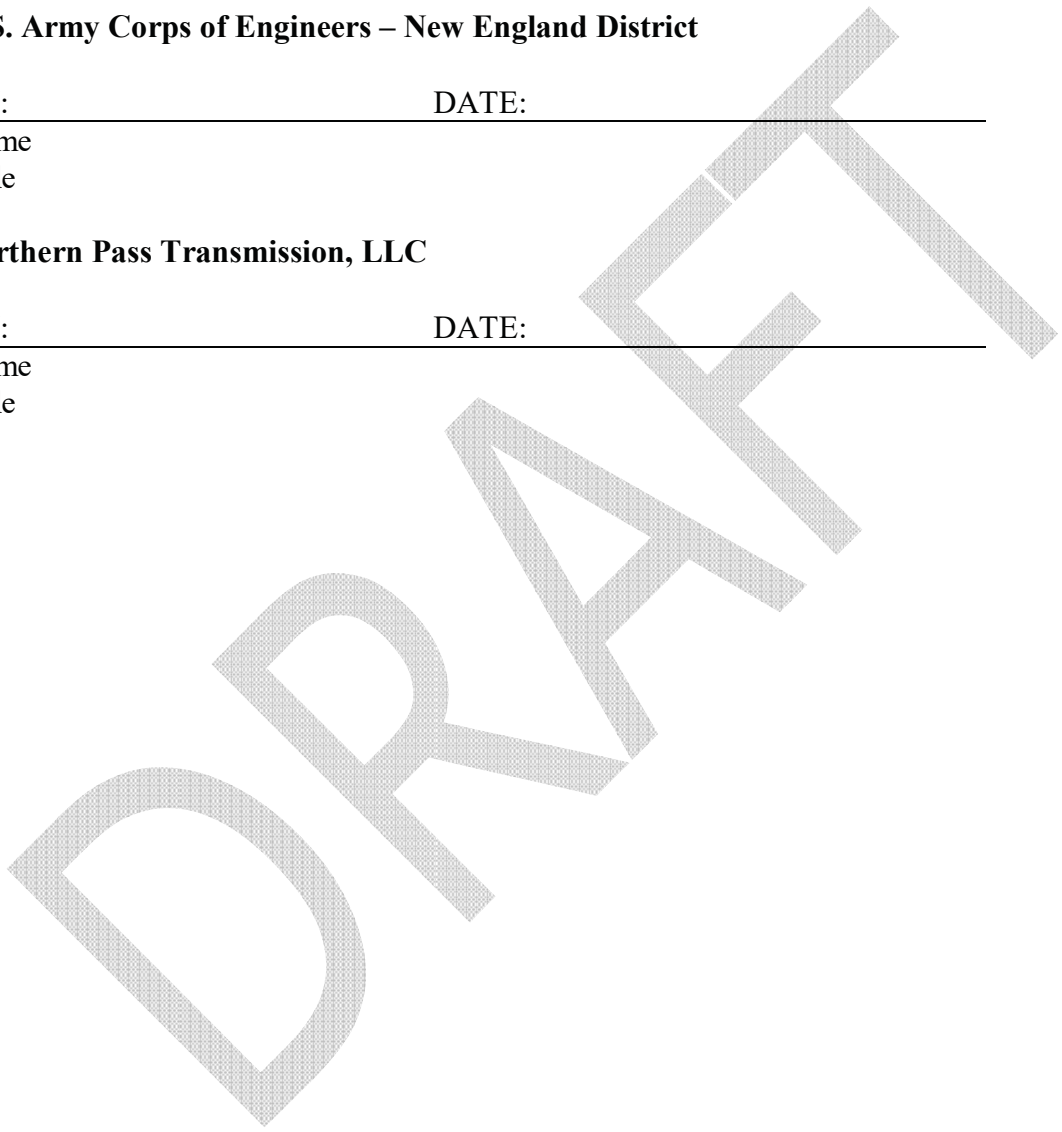 S. Army Corps of Engineers – New England District
: DATE:
me
e
rthern Pass Transmission, LLC
: DATE:
me
e
DRAFT